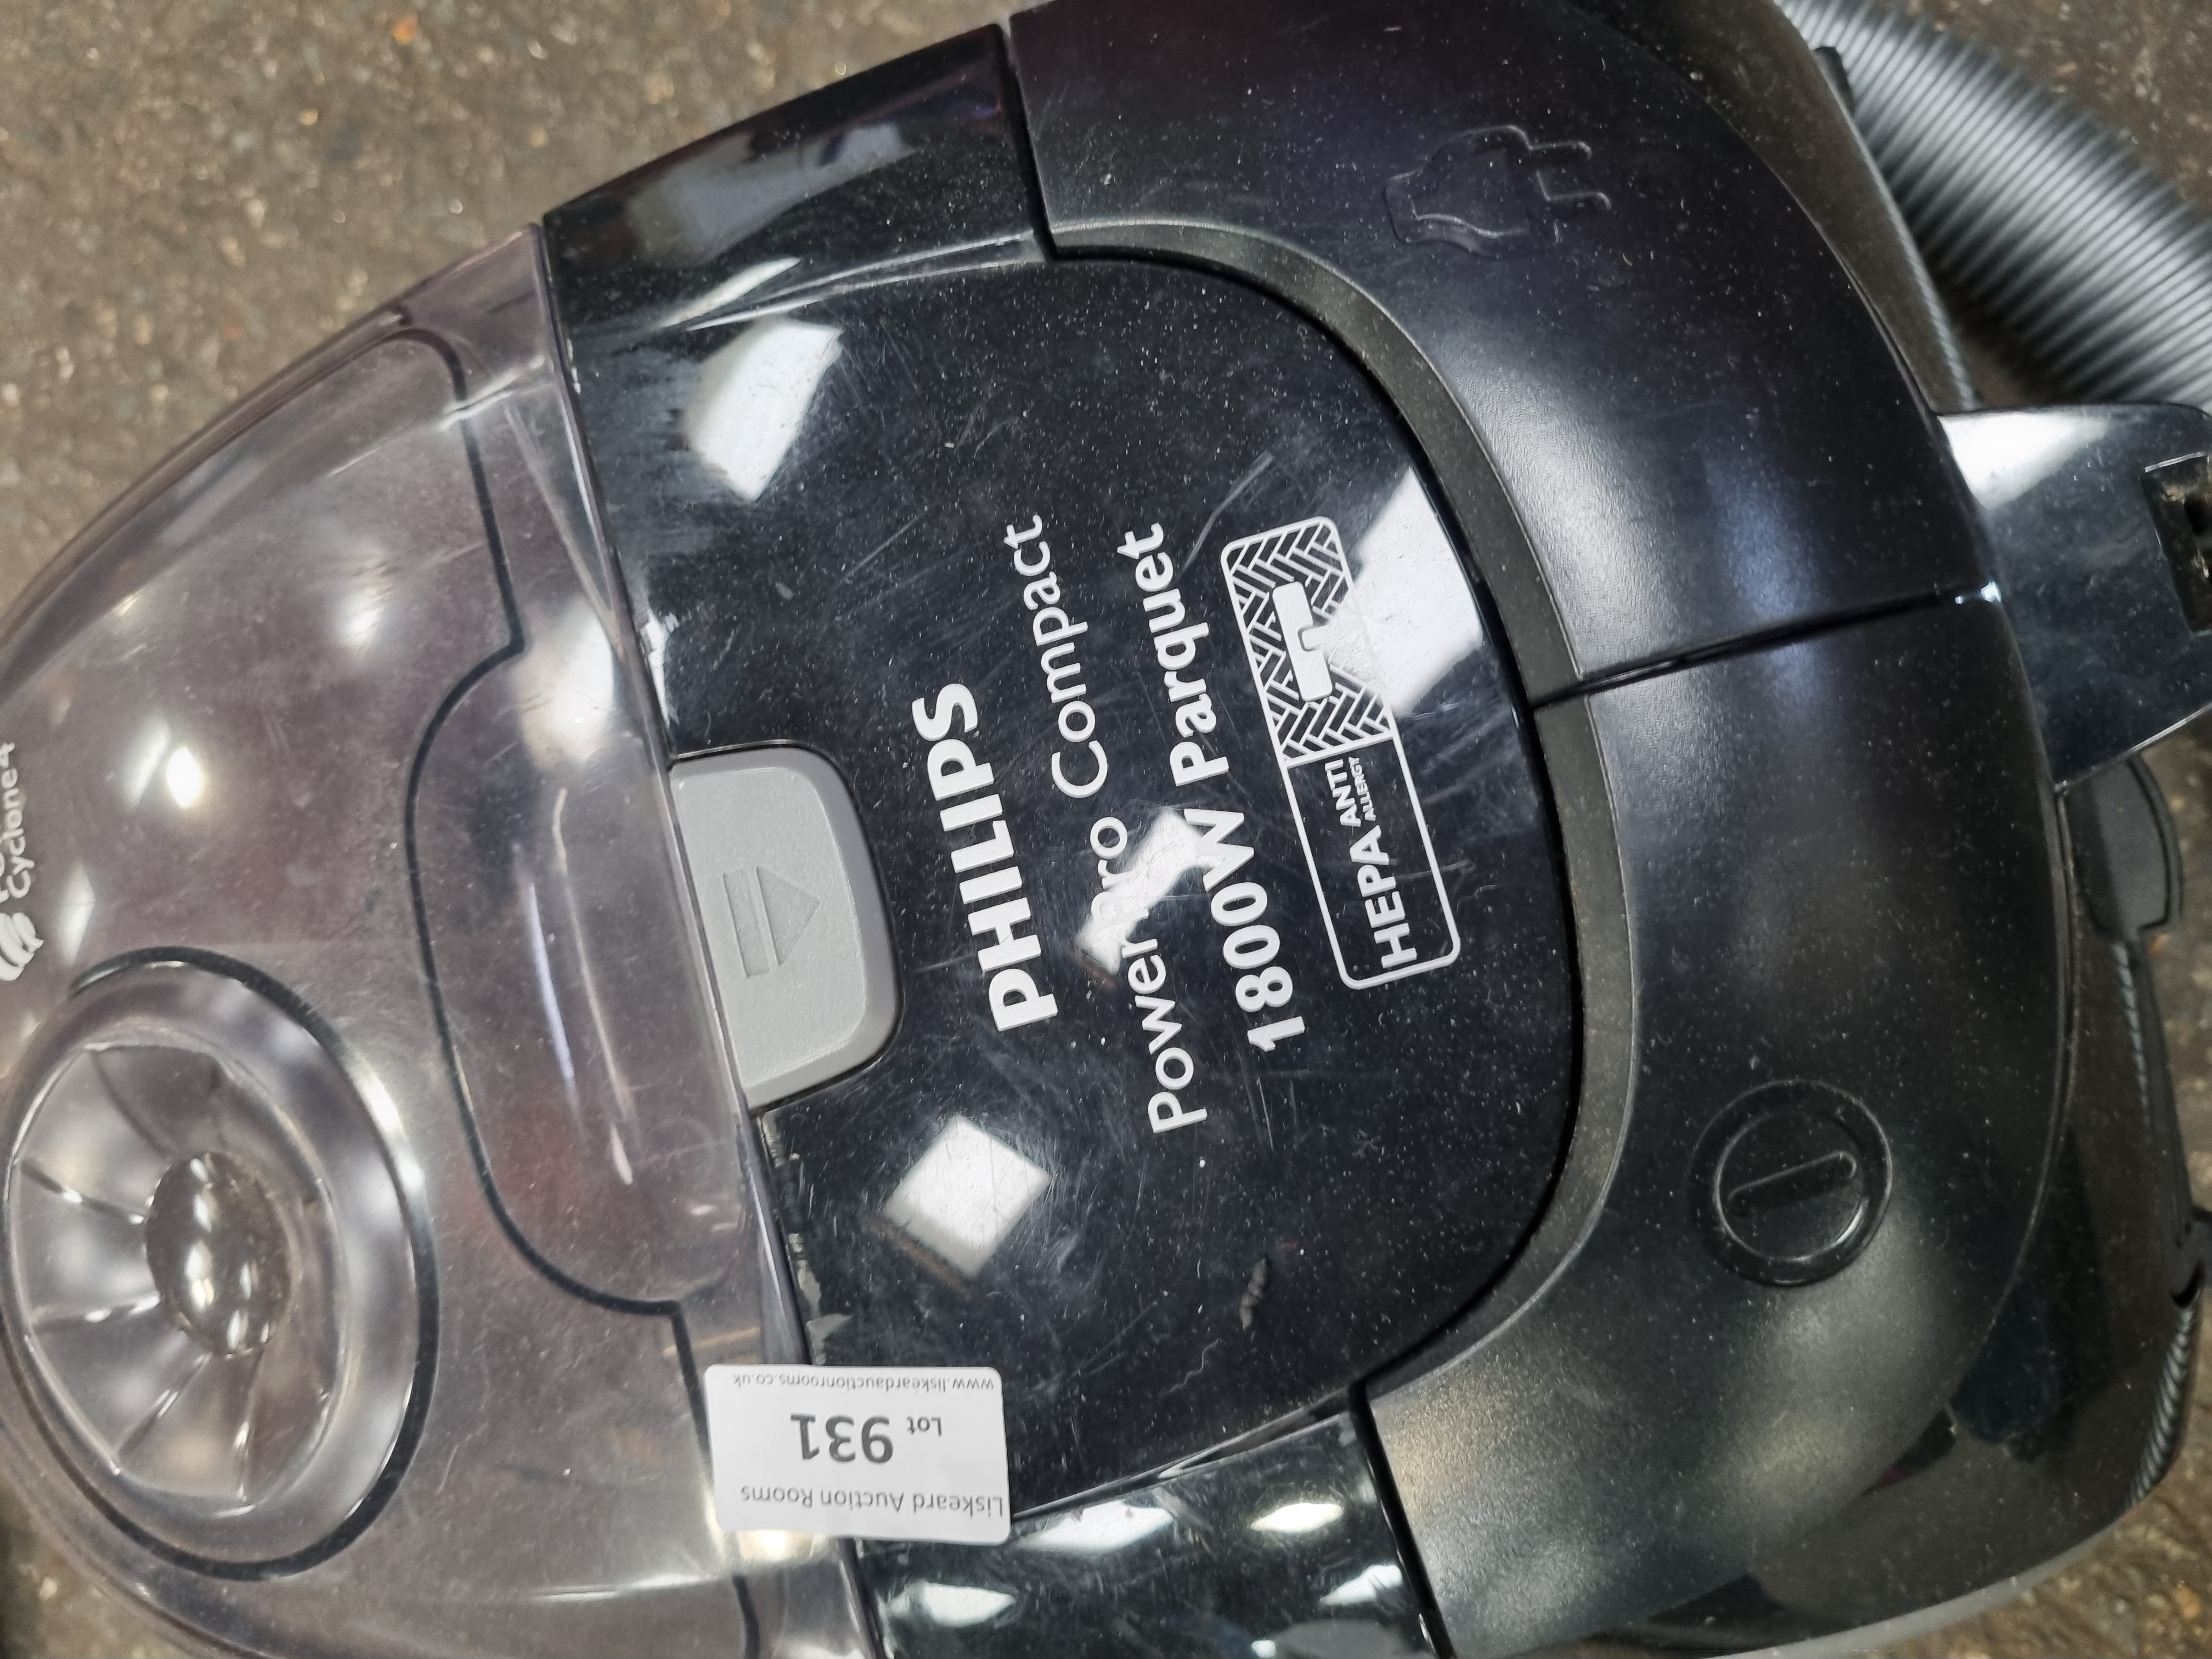 PHILIPS
PowerPro Compact
1800W Parquet
HEPA ANTI
ALLERGY
Cyclone4
Liskeard Auction Rooms
Lot 931
www.liskeardauctionrooms.co.uk